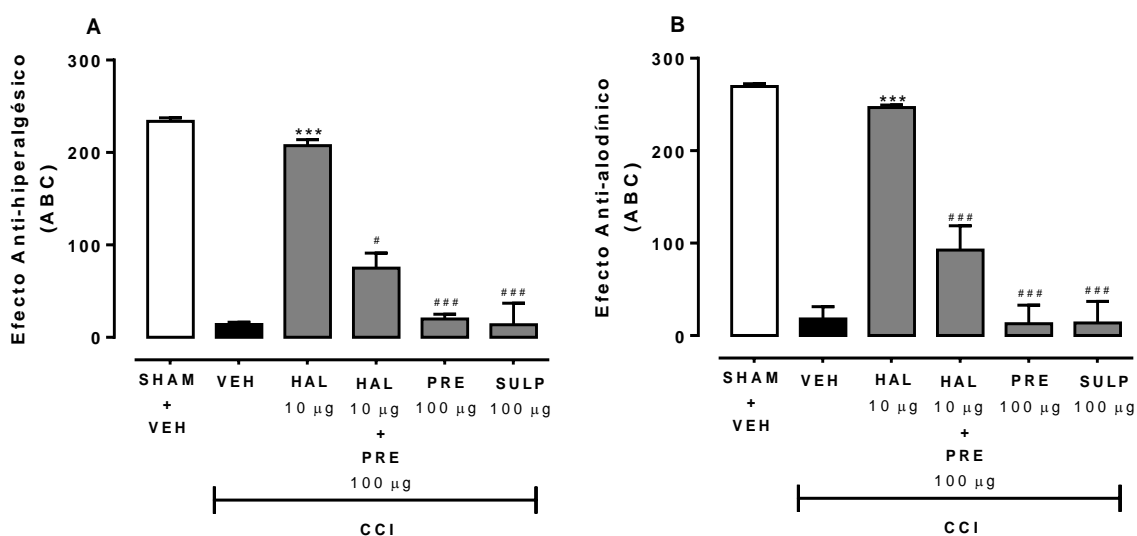 A
Efecto Anti-hiperalgésico
(ABC)
300
200
100
0
***
#
###
###
SHAM
+
VEH
VEH
HAL
10 μg
HAL
10 μg
+
PRE
100 μg
PRE
100 μg
SULP
100 μg
CCI
B
Efecto Anti-alodínico
(ABC)
300
200
100
0
***
###
###
###
SHAM
+
VEH
VEH
HAL
10 μg
HAL
10 μg
+
PRE
100 μg
PRE
100 μg
SULP
100 μg
CCI